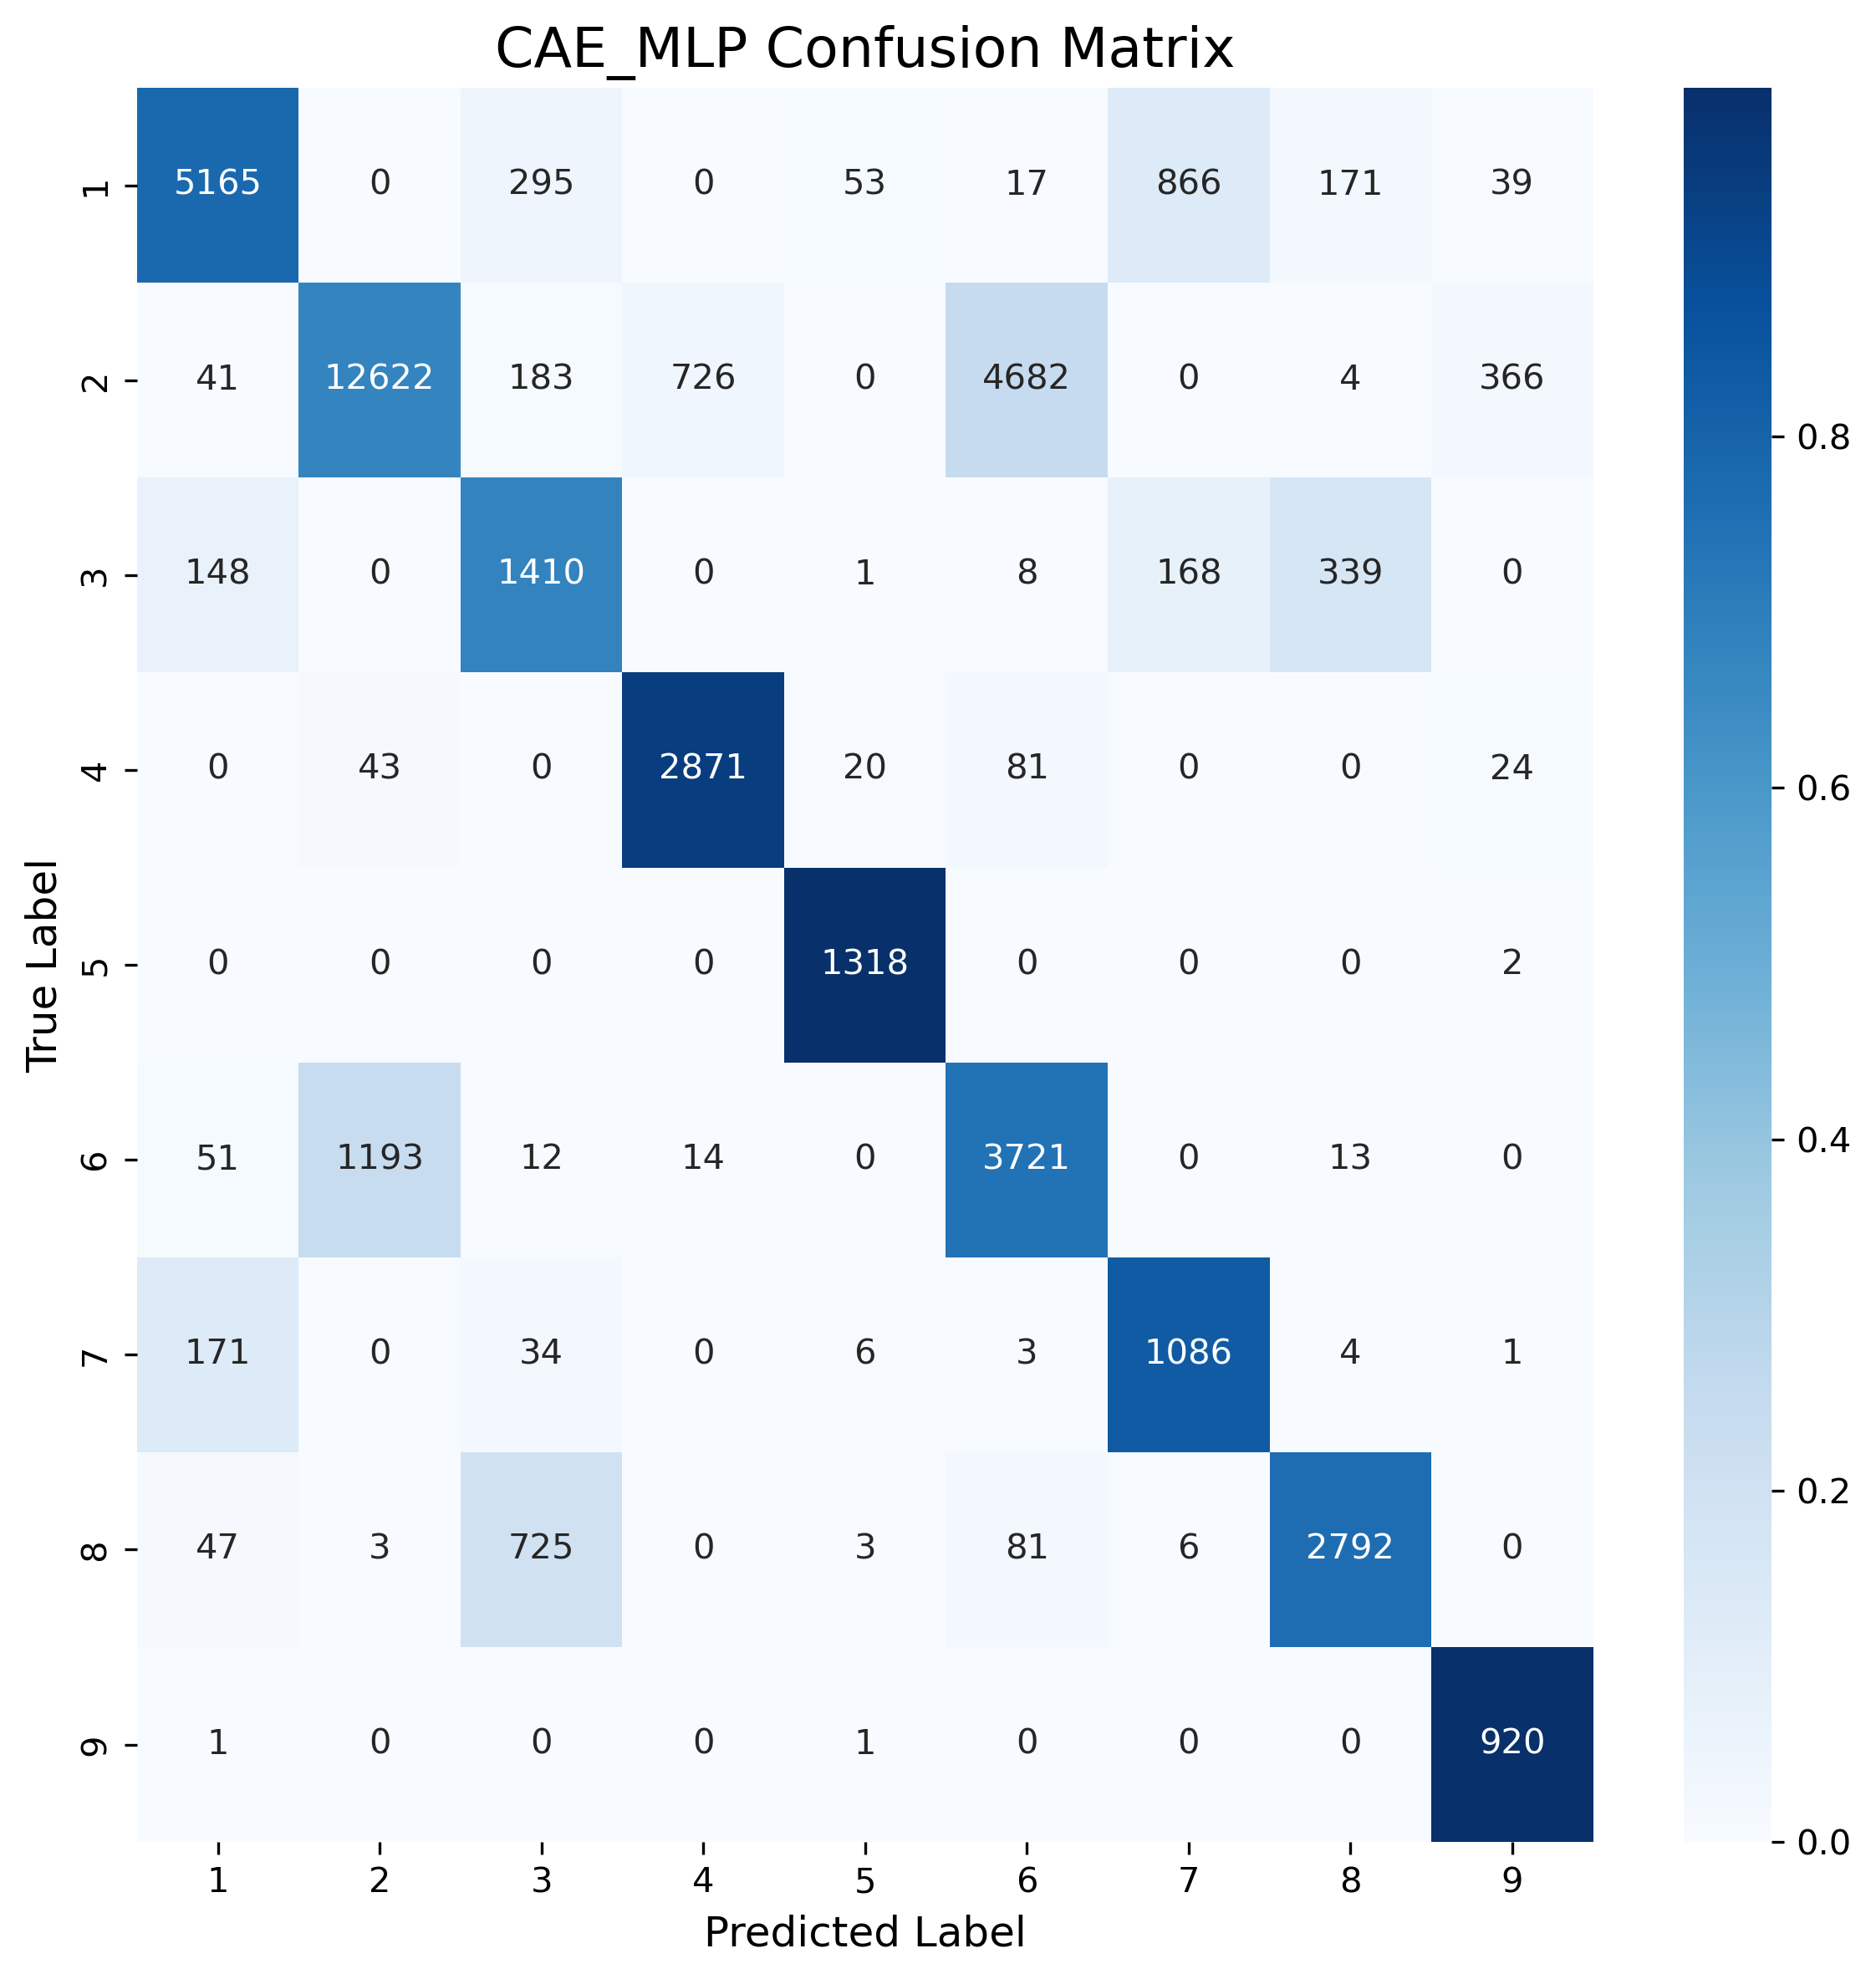 CAE_MLP Confusion Matrix
1 5165 0 295 0 53 17 866 171 39
2 41 12622 183 726 0 4682 0 4 366
3 148 0 1410 0 1 8 168 339 0
4 0 43 0 2871 20 81 0 0 24
5 0 0 0 0 1318 0 0 0 2
6 51 1193 12 14 0 3721 0 13 0
7 171 0 34 0 6 3 1086 4 1
8 47 3 725 0 3 81 6 2792 0
9 1 0 0 0 1 0 0 0 920
1 2 3 4 5 6 7 8 9
Predicted Label
True Label
0.8
0.6
0.4
0.2
0.0